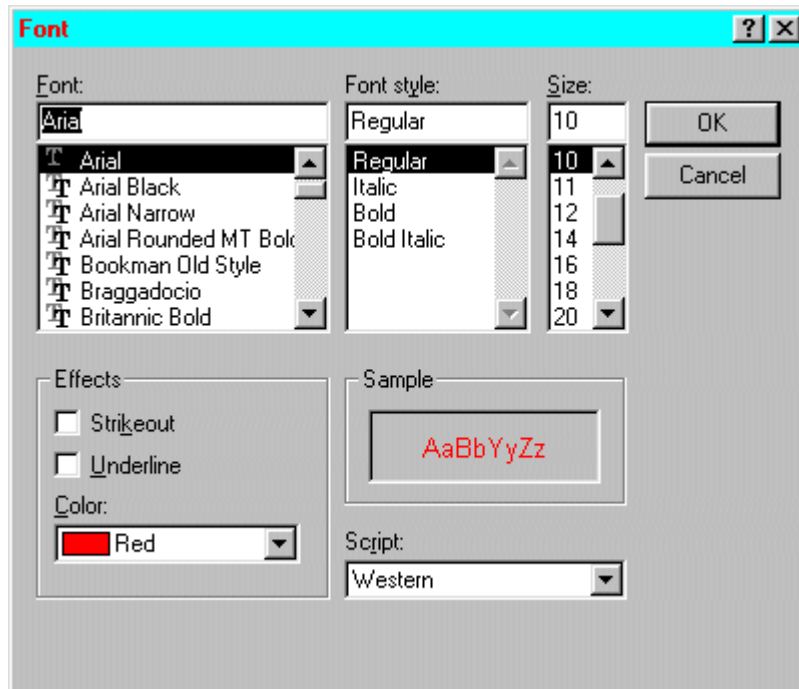 Font
Font: Font style: Size:
Arial Regular 10 OK
Arial Regular 10 Cancel
Arial Black Italic 11
Arial Narrow Bold 12
Arial Rounded MT Bold Bold Italic 14
Bookman Old Style 16
Braggadocio 18
Britannic Bold 20
Effects Sample
Strikeout AaBbYyZz
Underline
Color:
Red Script:
Western